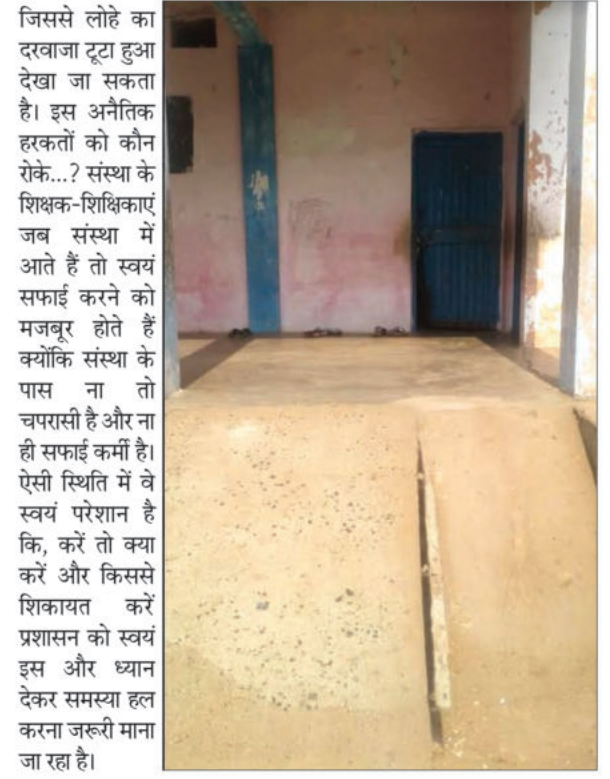 जिससे लोहे का
दरवाजा टूटा हुआ
देखा जा सकता
है। इस अनैतिक
हरकतों को कौन
रोके...? संस्था के
शिक्षक-शिक्षिकाएं
जब संस्था में
आते हैं तो स्वयं
सफाई करने को
मजबूर होते हैं
क्योंकि संस्था के
पास ना तो
चपरासी है और ना
ही सफाई कर्मी है।
ऐसी स्थिति में वे
स्वयं परेशान है
कि, करें तो क्या
करें और किससे
शिकायत करें
प्रशासन को स्वयं
इस और ध्यान
देकर समस्या हल
करना जरूरी माना
जा रहा है।